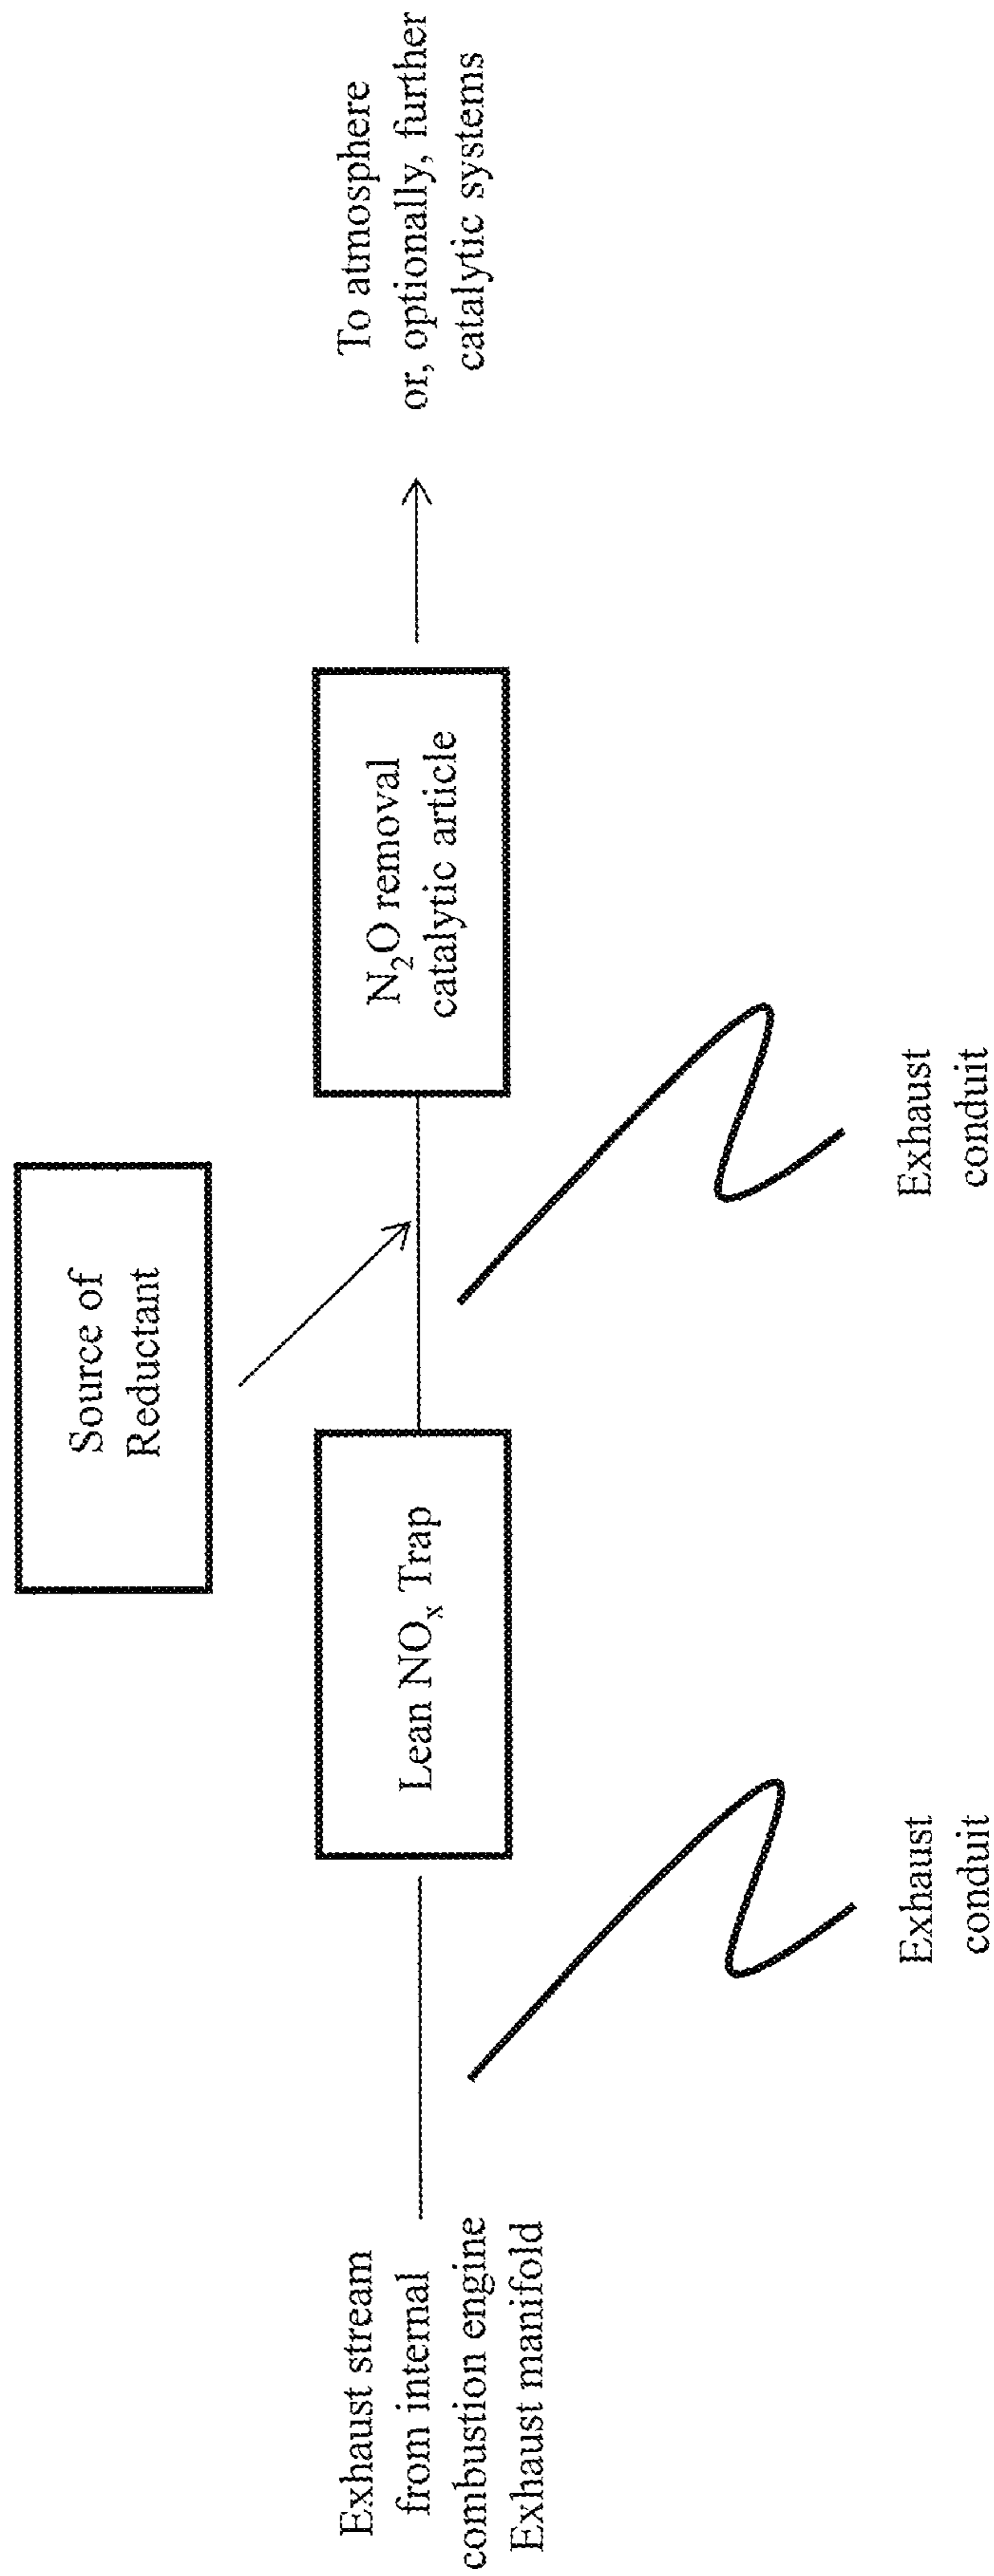 Source of
Reductant
Exhaust stream
from internal
combustion engine
Exhaust manifold
Lean NOₓ Trap
N₂O removal
catalytic article
To atmosphere
or, optionally, further
catalytic systems
Exhaust
conduit
Exhaust
conduit